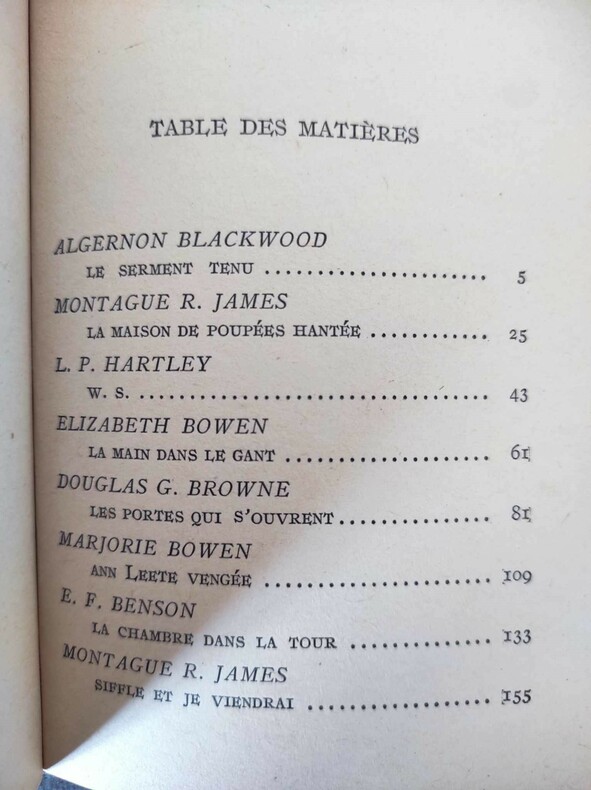 TABLE DES MATIÈRES
ALGERNON BLACKWOOD
LE SERMENT TENU ...................... 5
MONTAGUE R. JAMES
LA MAISON DE POUPÉES HANTÉE ............ 25
L. P. HARTLEY
W. S. ................................... 43
ELIZABETH BOWEN
LA MAIN DANS LE GANT .................... 61
DOUGLAS G. BROWNE
LES PORTES QUI S'OUVRENT............... 81
MARJORIE BOWEN
ANN LEETE VENGÉE ...................... 109
E. F. BENSON
LA CHAMBRE DANS LA TOUR .............. 133
MONTAGUE R. JAMES
SIFFLE ET JE VIENDRAI .................. 155